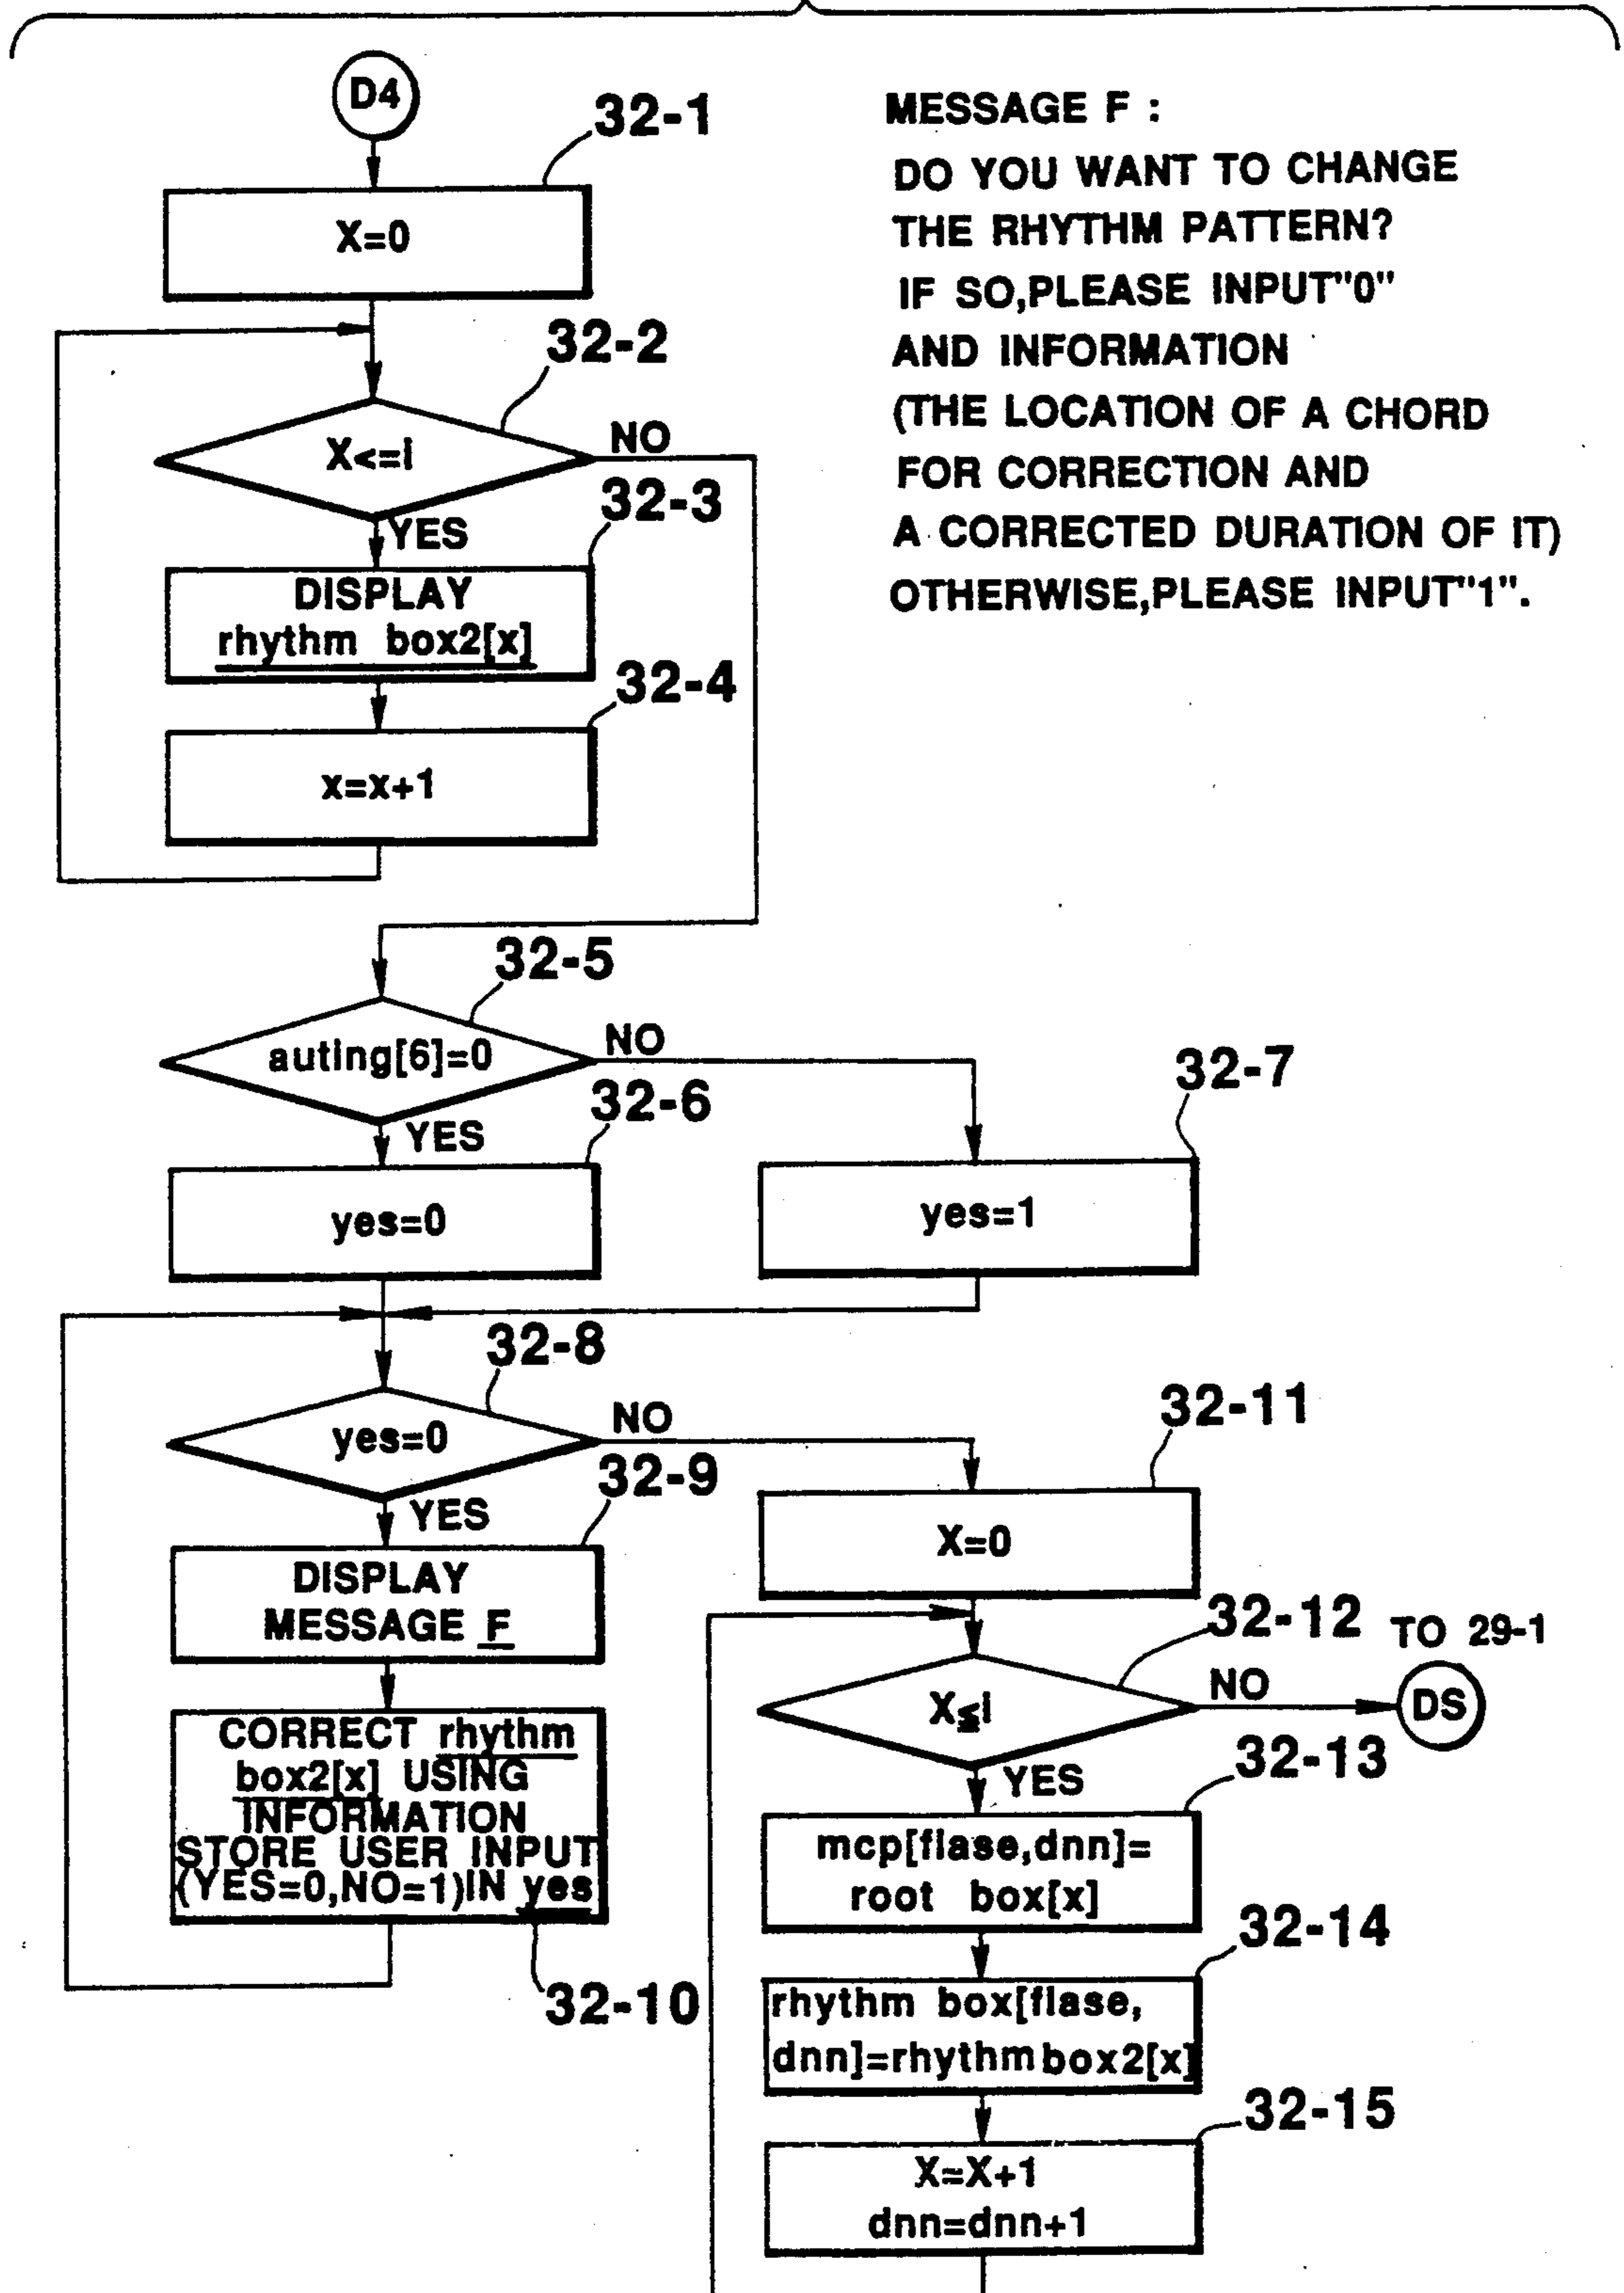 D4
32-1
X=0
32-2
X<=i
NO
32-3
YES
DISPLAY
rhythm box2[x]
32-4
x=x+1
MESSAGE F :
DO YOU WANT TO CHANGE
THE RHYTHM PATTERN?
IF SO,PLEASE INPUT"0"
AND INFORMATION
(THE LOCATION OF A CHORD
FOR CORRECTION AND
A CORRECTED DURATION OF IT)
OTHERWISE,PLEASE INPUT"1".
32-5
auting[6]=0
NO
32-6
YES
yes=0
32-7
yes=1
32-8
yes=0
NO
32-9
YES
DISPLAY
MESSAGE F
CORRECT rhythm
box2[x] USING
INFORMATION
STORE USER INPUT
(YES=0,NO=1)IN yes
32-10
32-11
X=0
32-12
TO 29-1
X≦i
NO
DS
32-13
YES
mcp[flase,dnn]=
root box[x]
32-14
rhythm box[flase,
dnn]=rhythm box2[x]
32-15
X=X+1
dnn=dnn+1